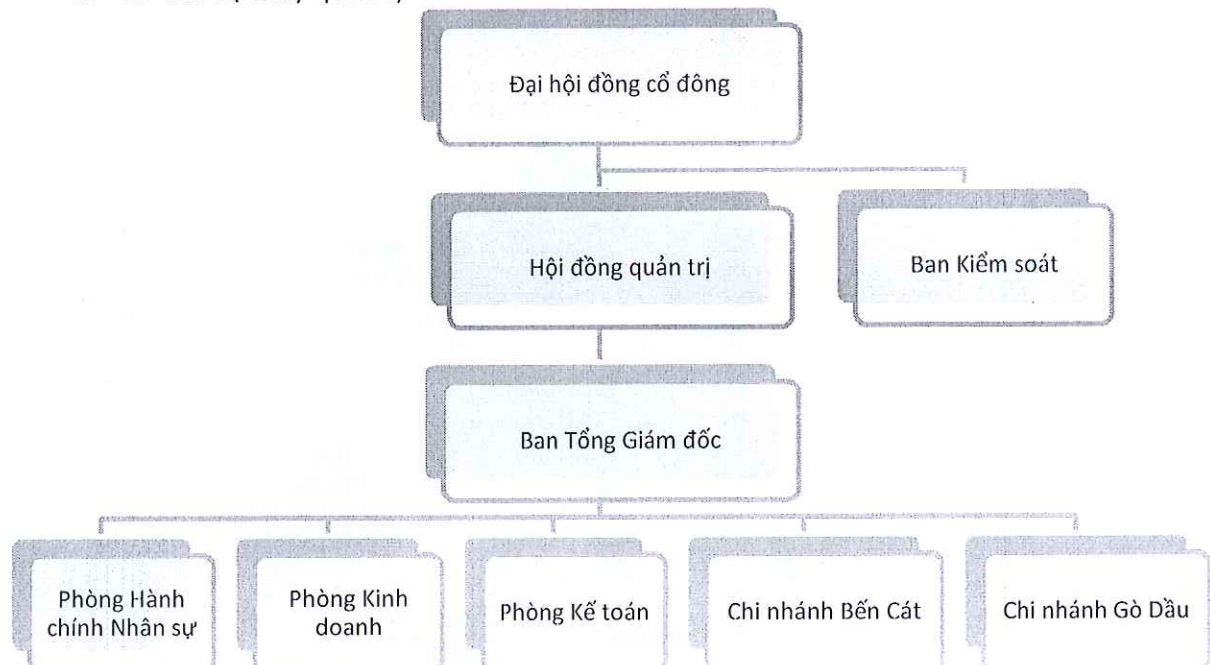 Đại hội đồng cổ đông
Hội đồng quản trị
Ban Kiểm soát
Ban Tổng Giám đốc
Phòng Hành
chính Nhân sự
Phòng Kinh
doanh
Phòng Kế toán
Chi nhánh Bến Cát
Chi nhánh Gò Dầu